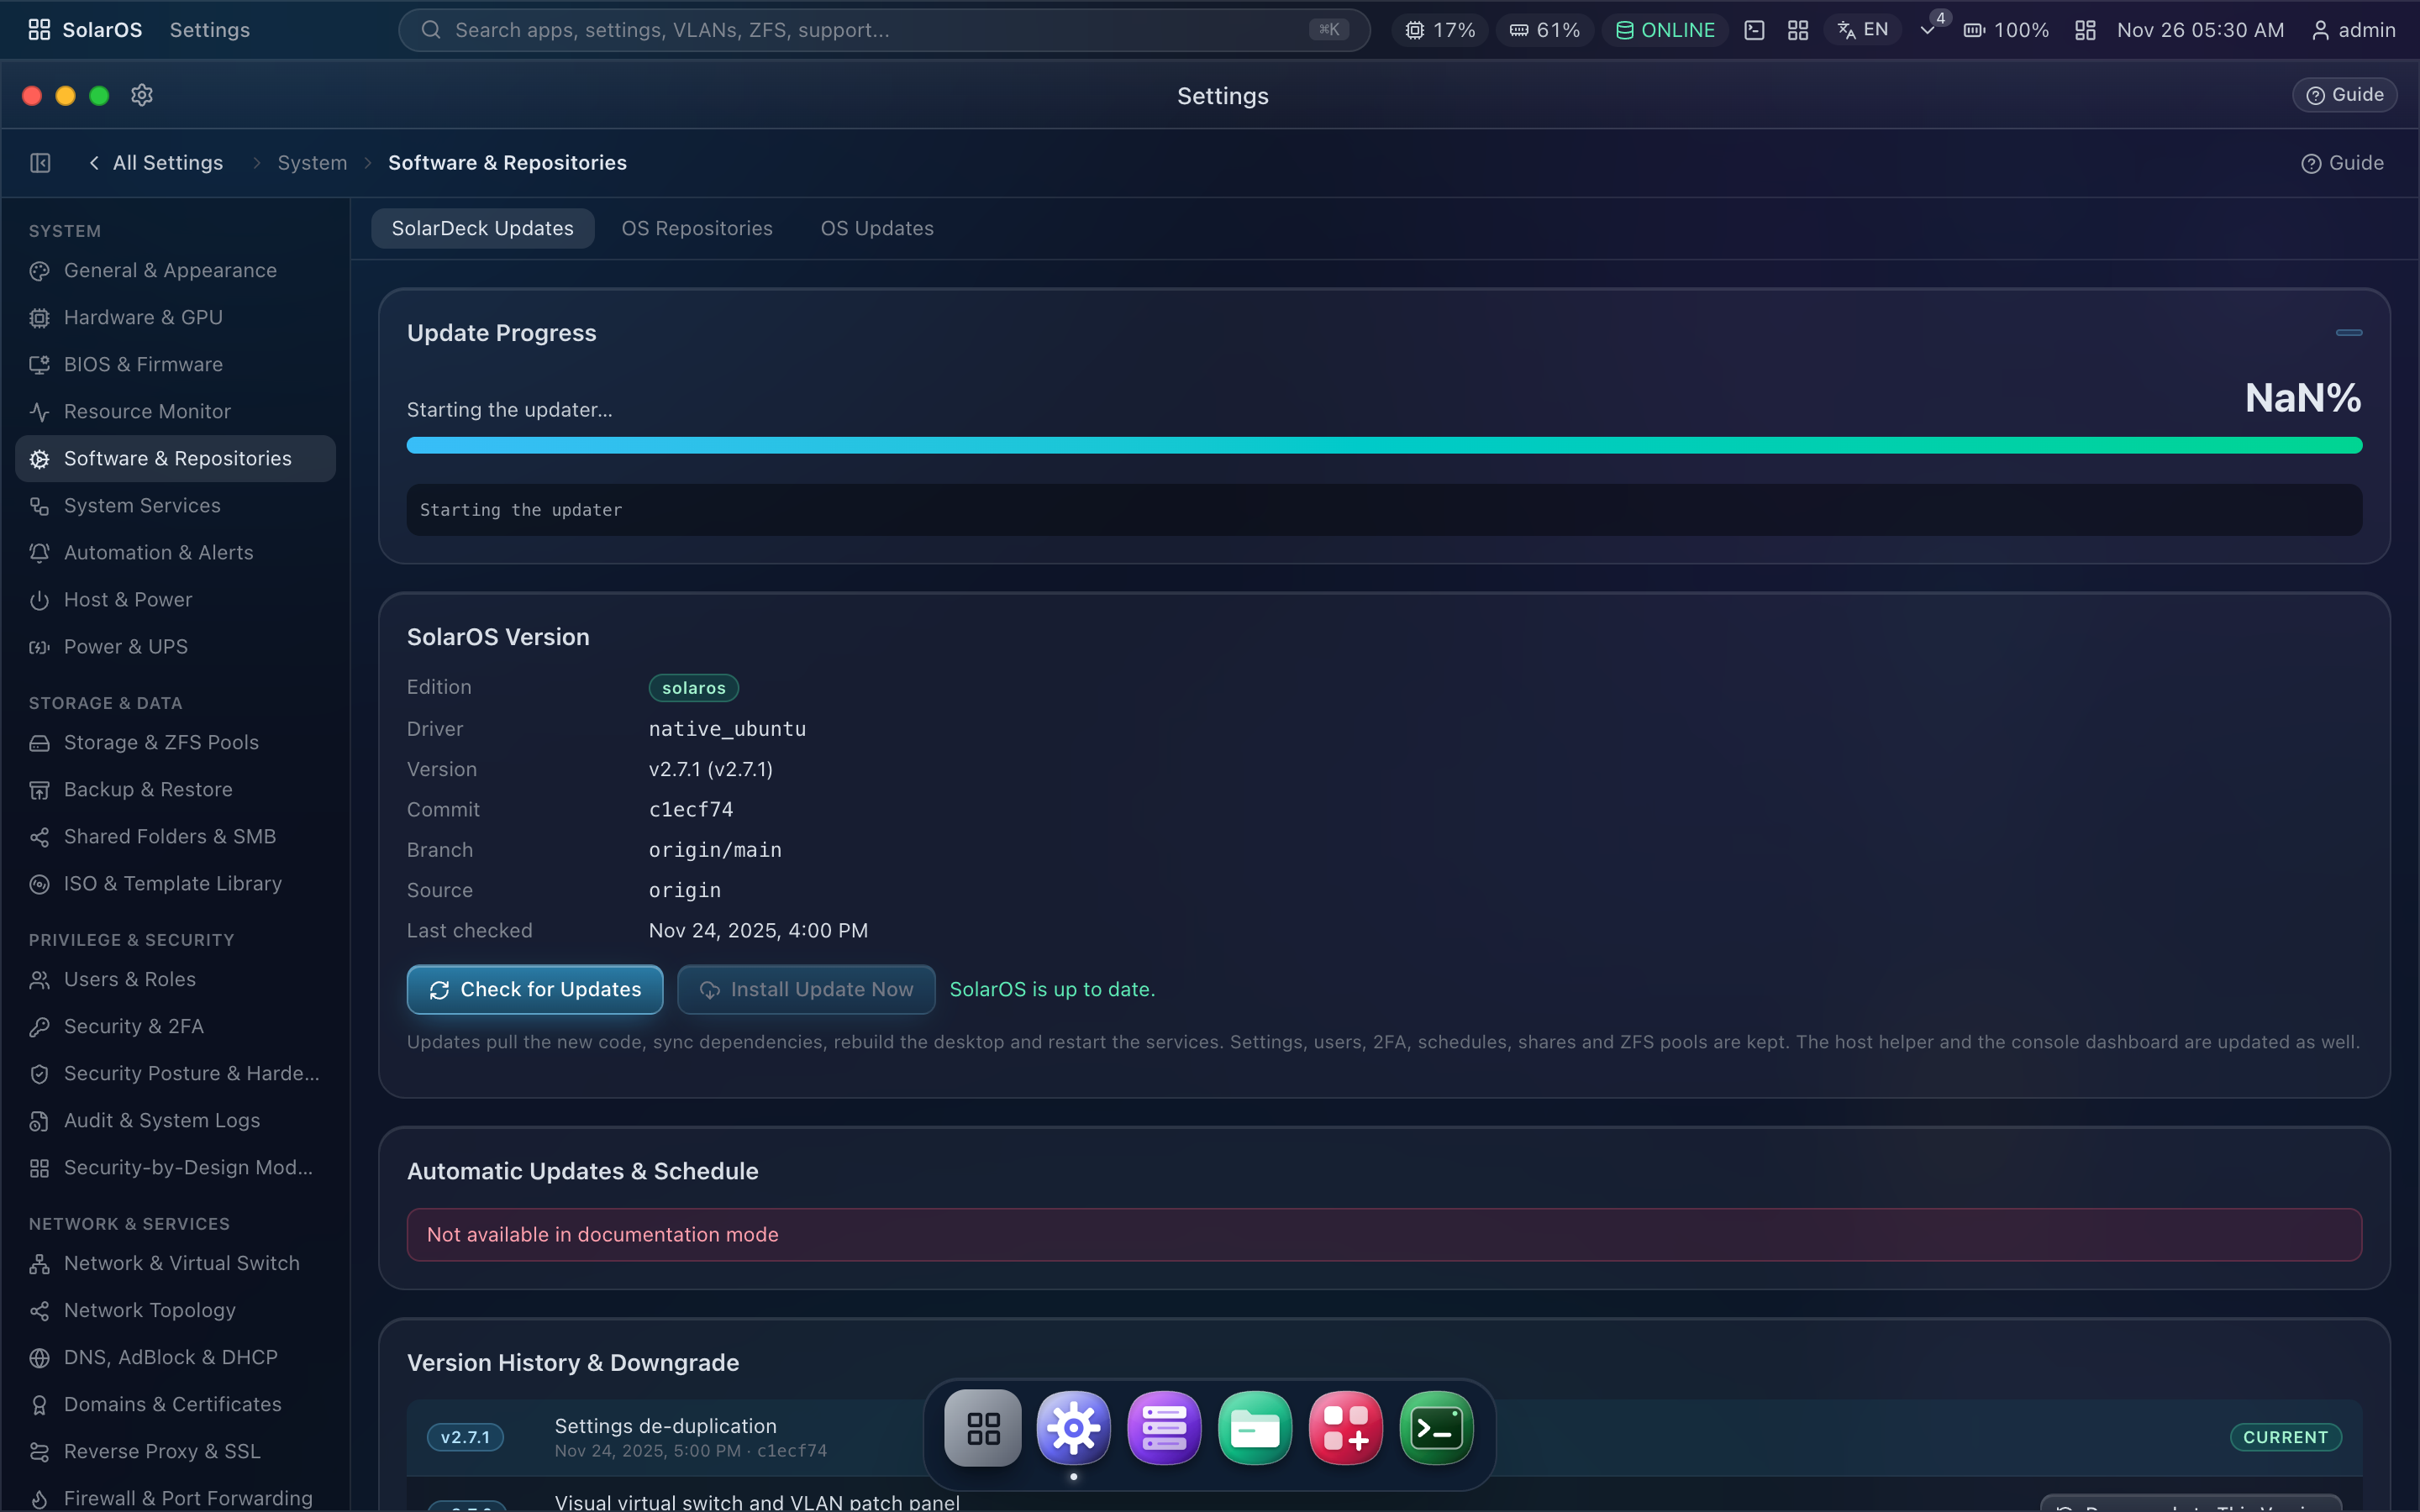 SolarOS Settings Search apps, settings, VLANs, ZFS, support... ⌘K 17% 61% ONLINE EN 4 100% Nov 26 05:30 AM admin
Settings Guide
All Settings System Software & Repositories Guide
SYSTEM
General & Appearance
Hardware & GPU
BIOS & Firmware
Resource Monitor
Software & Repositories
System Services
Automation & Alerts
Host & Power
Power & UPS
STORAGE & DATA
Storage & ZFS Pools
Backup & Restore
Shared Folders & SMB
ISO & Template Library
PRIVILEGE & SECURITY
Users & Roles
Security & 2FA
Security Posture & Harde...
Audit & System Logs
Security-by-Design Mod...
NETWORK & SERVICES
Network & Virtual Switch
Network Topology
DNS, AdBlock & DHCP
Domains & Certificates
Reverse Proxy & SSL
Firewall & Port Forwarding
SolarDeck Updates OS Repositories OS Updates
Update Progress
Starting the updater... NaN%
Starting the updater
SolarOS Version
Edition solaros
Driver native_ubuntu
Version v2.7.1 (v2.7.1)
Commit c1ecf74
Branch origin/main
Source origin
Last checked Nov 24, 2025, 4:00 PM
Check for Updates Install Update Now SolarOS is up to date.
Updates pull the new code, sync dependencies, rebuild the desktop and restart the services. Settings, users, 2FA, schedules, shares and ZFS pools are kept. The host helper and the console dashboard are updated as well.
Automatic Updates & Schedule
Not available in documentation mode
Version History & Downgrade
v2.7.1 Settings de-duplication CURRENT
Nov 24, 2025, 5:00 PM · c1ecf74
Visual virtual switch and VLAN patch panel